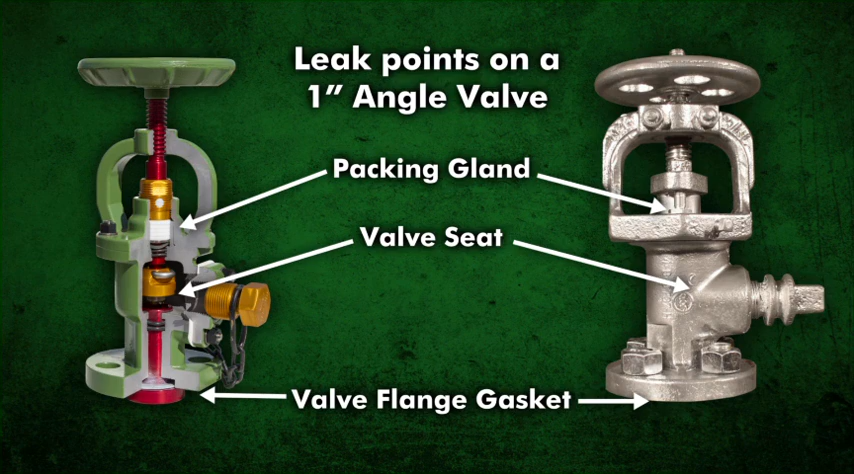 Leak points on a
1” Angle Valve
Packing Gland
Valve Seat
Valve Flange Gasket